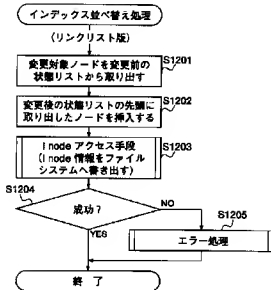 インデックス並べ替え処理
(リンクリスト版)
S1201
変更対象ノードを変更前の
状態リストから取り出す
S1202
変更後の状態リストの先頭に
取り出したノードを挿入する
S1203
I node アクセス手段
(I node 情報をファイル
システムへ書き出す)
S1204
成功?
NO
YES
S1205
エラー処理
終了